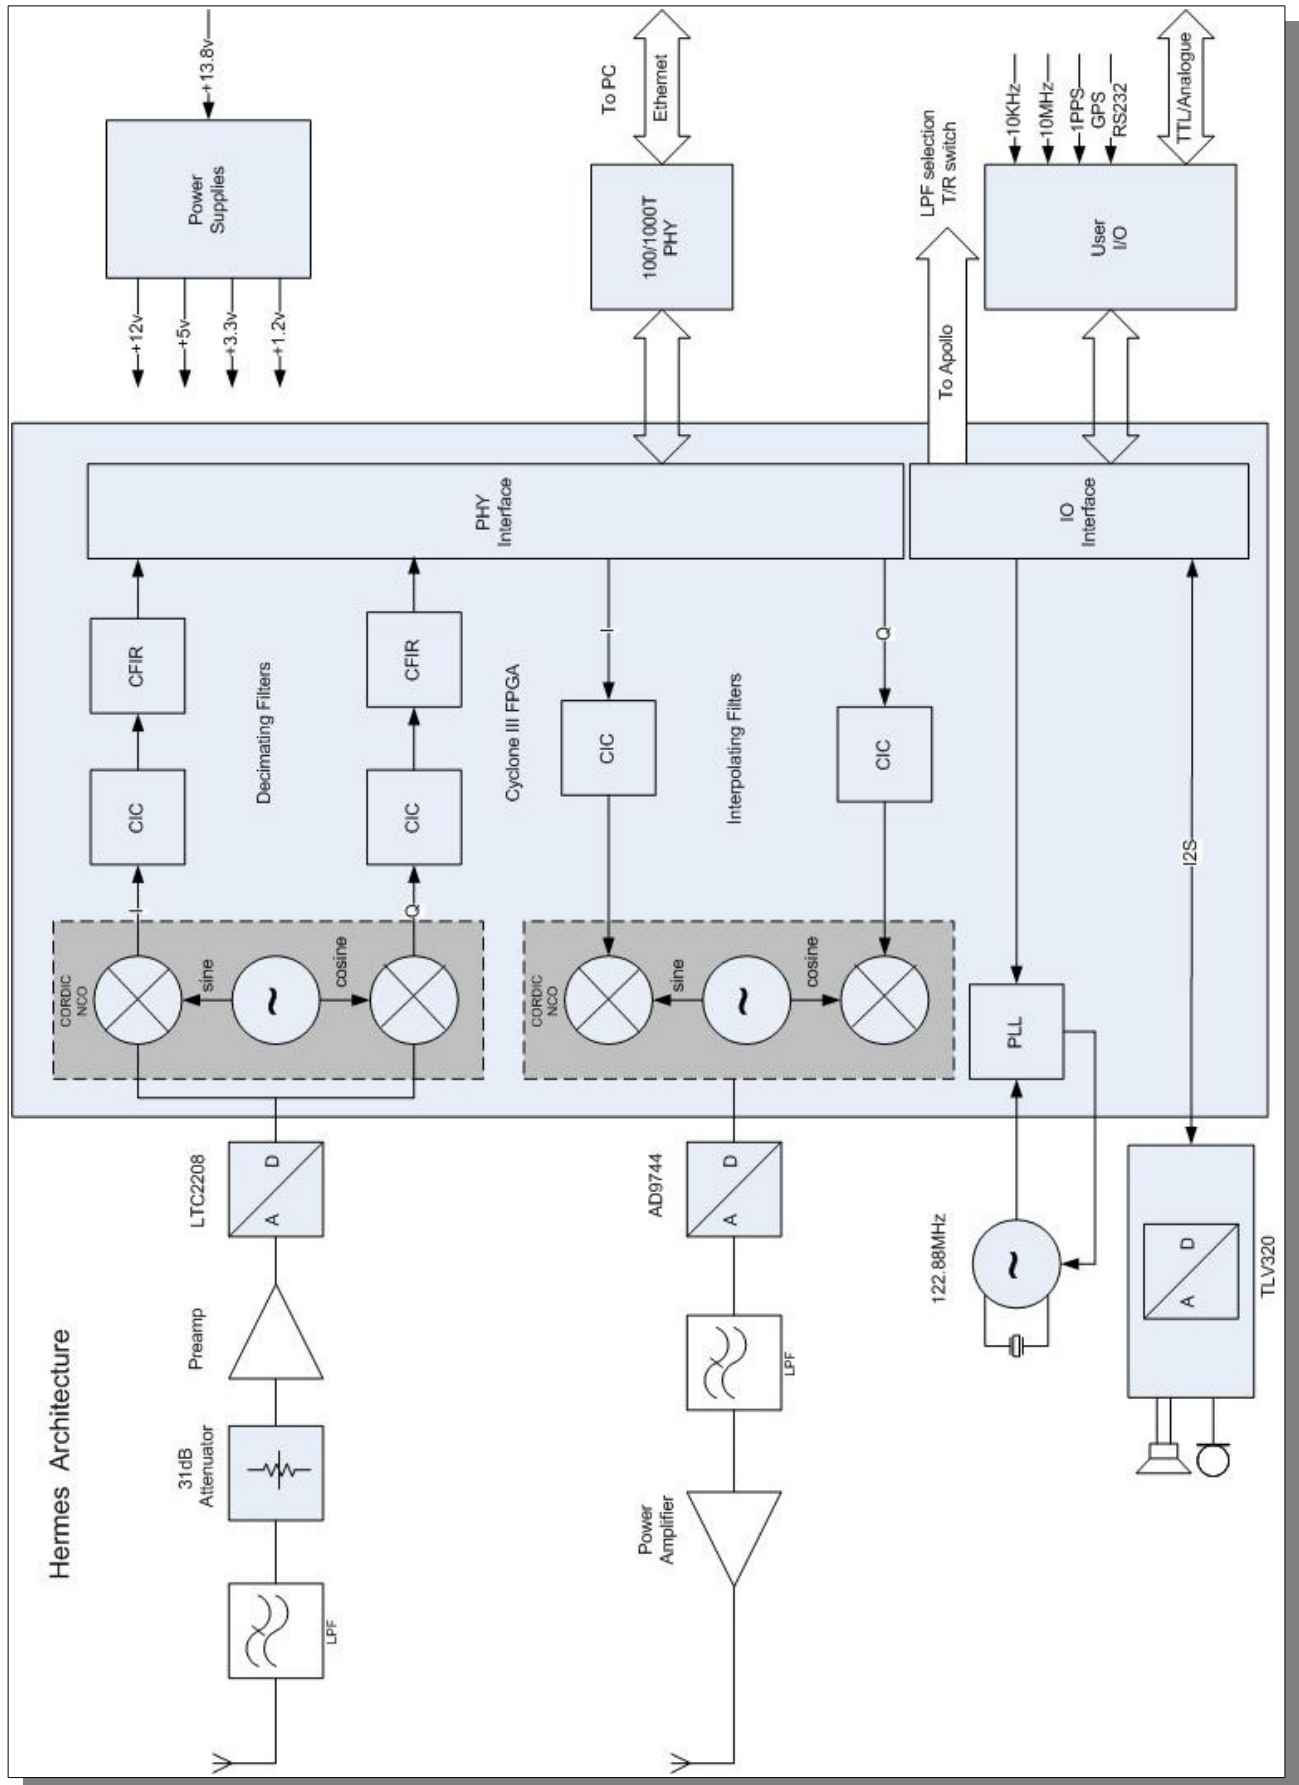 Hermes Architecture
LPF
31dB
Attenuator
Preamp
LTC2208
A
D
CORDIC
NCO
sine
cosine
I
Q
CIC
CFIR
CIC
CFIR
Decimating Filters
Cyclone III FPGA
PHY
Interface
Power
Supplies
+13.8v
+12v
+5v
+3.3v
+1.2v
100/1000T
PHY
Ethernet
To PC
Power
Amplifier
LPF
AD9744
A
D
CORDIC
NCO
sine
cosine
CIC
CIC
I
Q
Interpolating Filters
122.88MHz
PLL
IO
Interface
To Apollo
LPF selection
T/R switch
User
I/O
10KHz
10MHz
1PPS
GPS
RS232
TTL/Analogue
I2S
A
D
TLV320